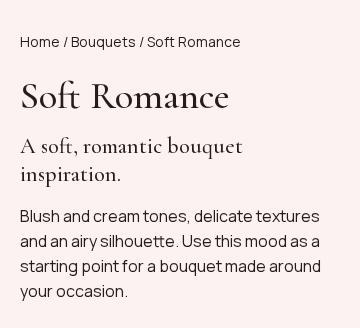 Home / Bouquets / Soft Romance
Soft Romance
A soft, romantic bouquet
inspiration.
Blush and cream tones, delicate textures
and an airy silhouette. Use this mood as a
starting point for a bouquet made around
your occasion.